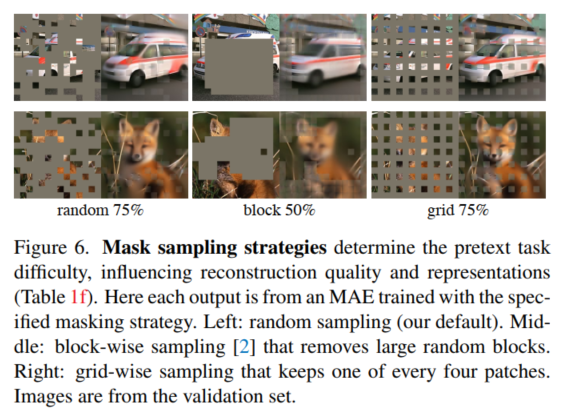 random 75%
block 50%
grid 75%
Figure 6. Mask sampling strategies determine the pretext task
difficulty, influencing reconstruction quality and representations
(Table 1f). Here each output is from an MAE trained with the spec-
ified masking strategy. Left: random sampling (our default). Mid-
dle: block-wise sampling [2] that removes large random blocks.
Right: grid-wise sampling that keeps one of every four patches.
Images are from the validation set.